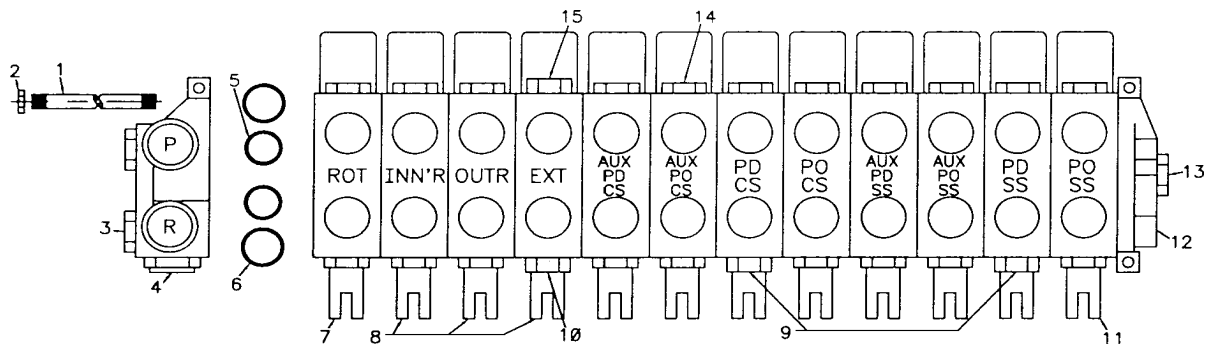 15
14
2
1
5
P
R
3
4
6
ROT
INN'R
OUTR
EXT
AUX
PD
CS
AUX
PO
CS
PD
CS
PO
CS
AUX
PD
SS
AUX
PO
SS
PD
SS
PO
SS
13
12
7
8
10
9
11